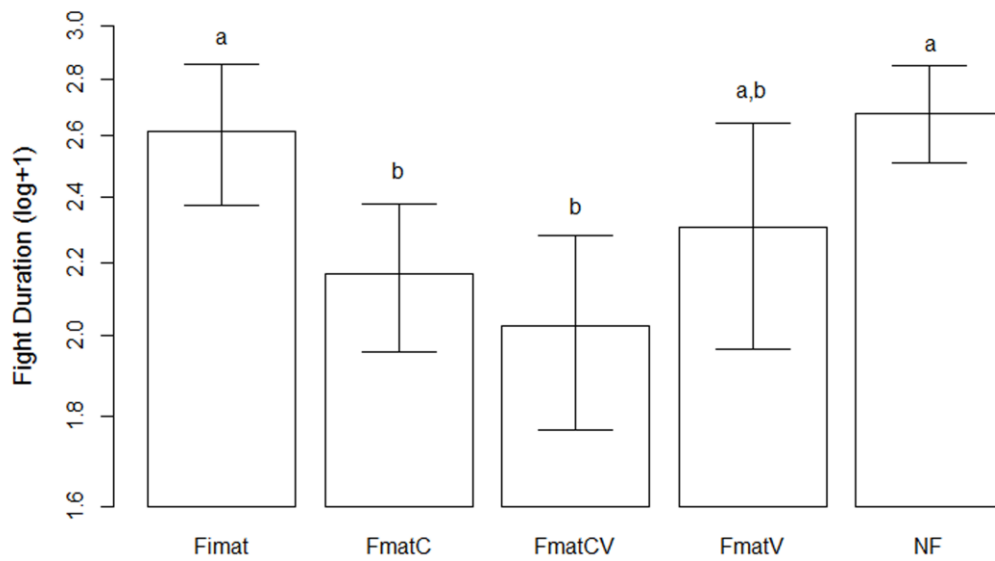 Fight Duration (log+1)
3.0
2.8
2.6
2.4
2.2
2.0
1.8
1.6
a
b
b
a,b
a
Fimat FmatC FmatCV FmatV NF